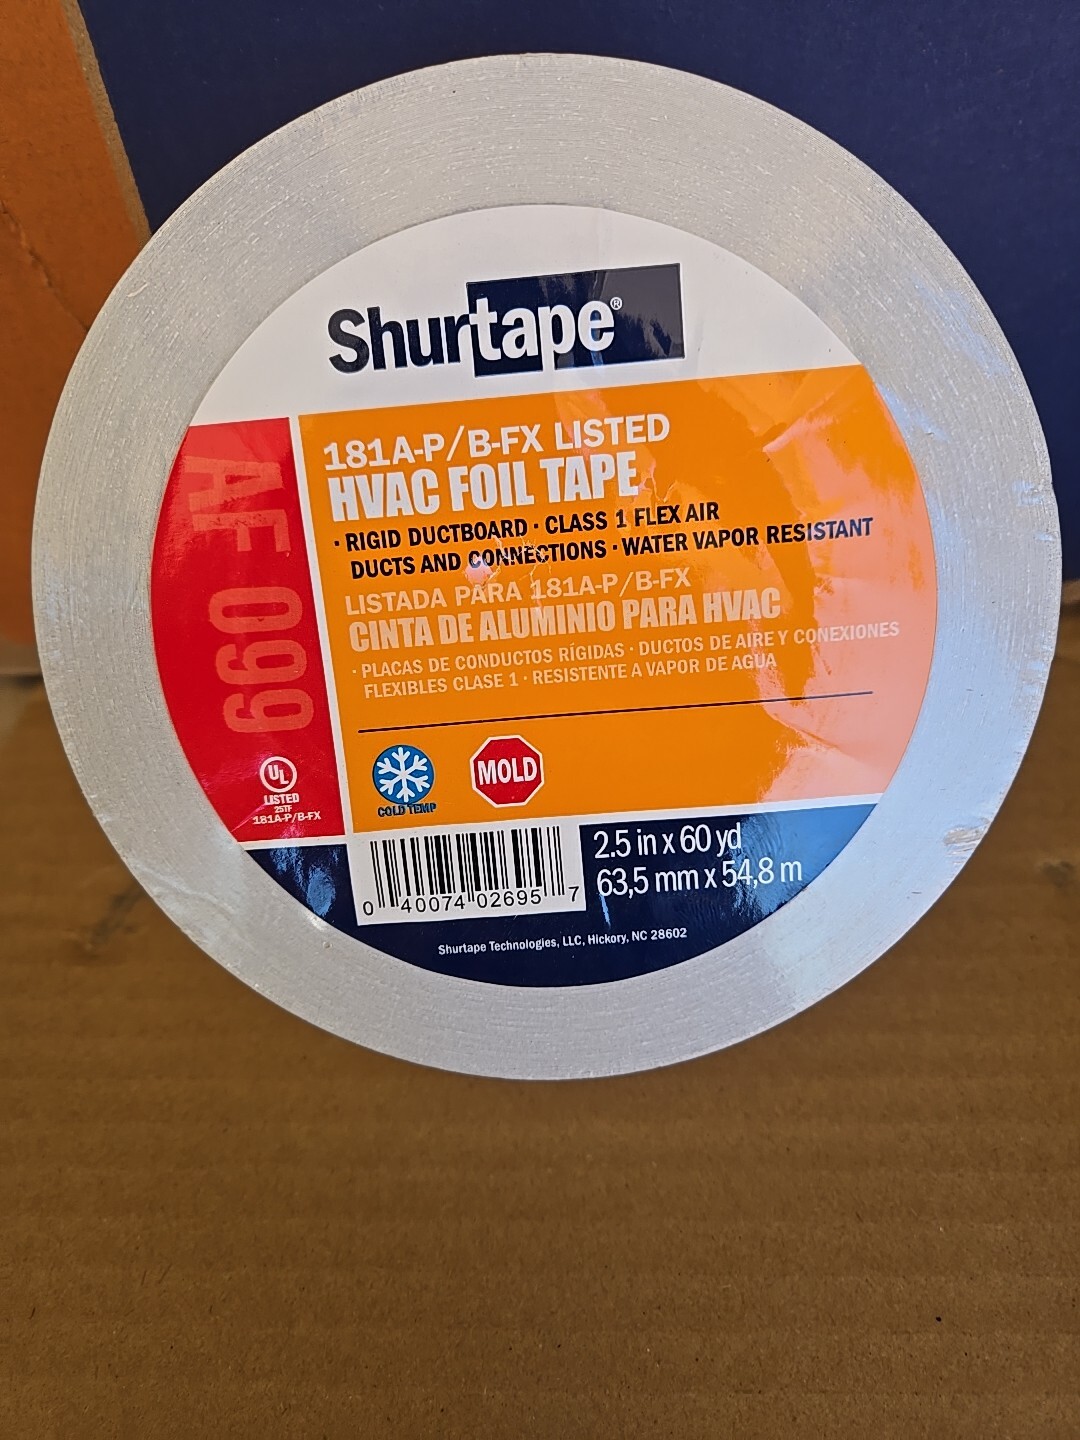 Shurtape®
AF 099
181A-P/B-FX LISTED
HVAC FOIL TAPE
· RIGID DUCTBOARD · CLASS 1 FLEX AIR
DUCTS AND CONNECTIONS · WATER VAPOR RESISTANT
LISTADA PARA 181A-P/B-FX
CINTA DE ALUMINIO PARA HVAC
· PLACAS DE CONDUCTOS RÍGIDAS · DUCTOS DE AIRE Y CONEXIONES
FLEXIBLES CLASE 1 · RESISTENTE A VAPOR DE AGUA
UL
LISTED
25TF
181A-P/B-FX
COLD TEMP
MOLD
0 40074 02695 7
2.5 in x 60 yd
63,5 mm x 54,8 m
Shurtape Technologies, LLC, Hickory, NC 28602